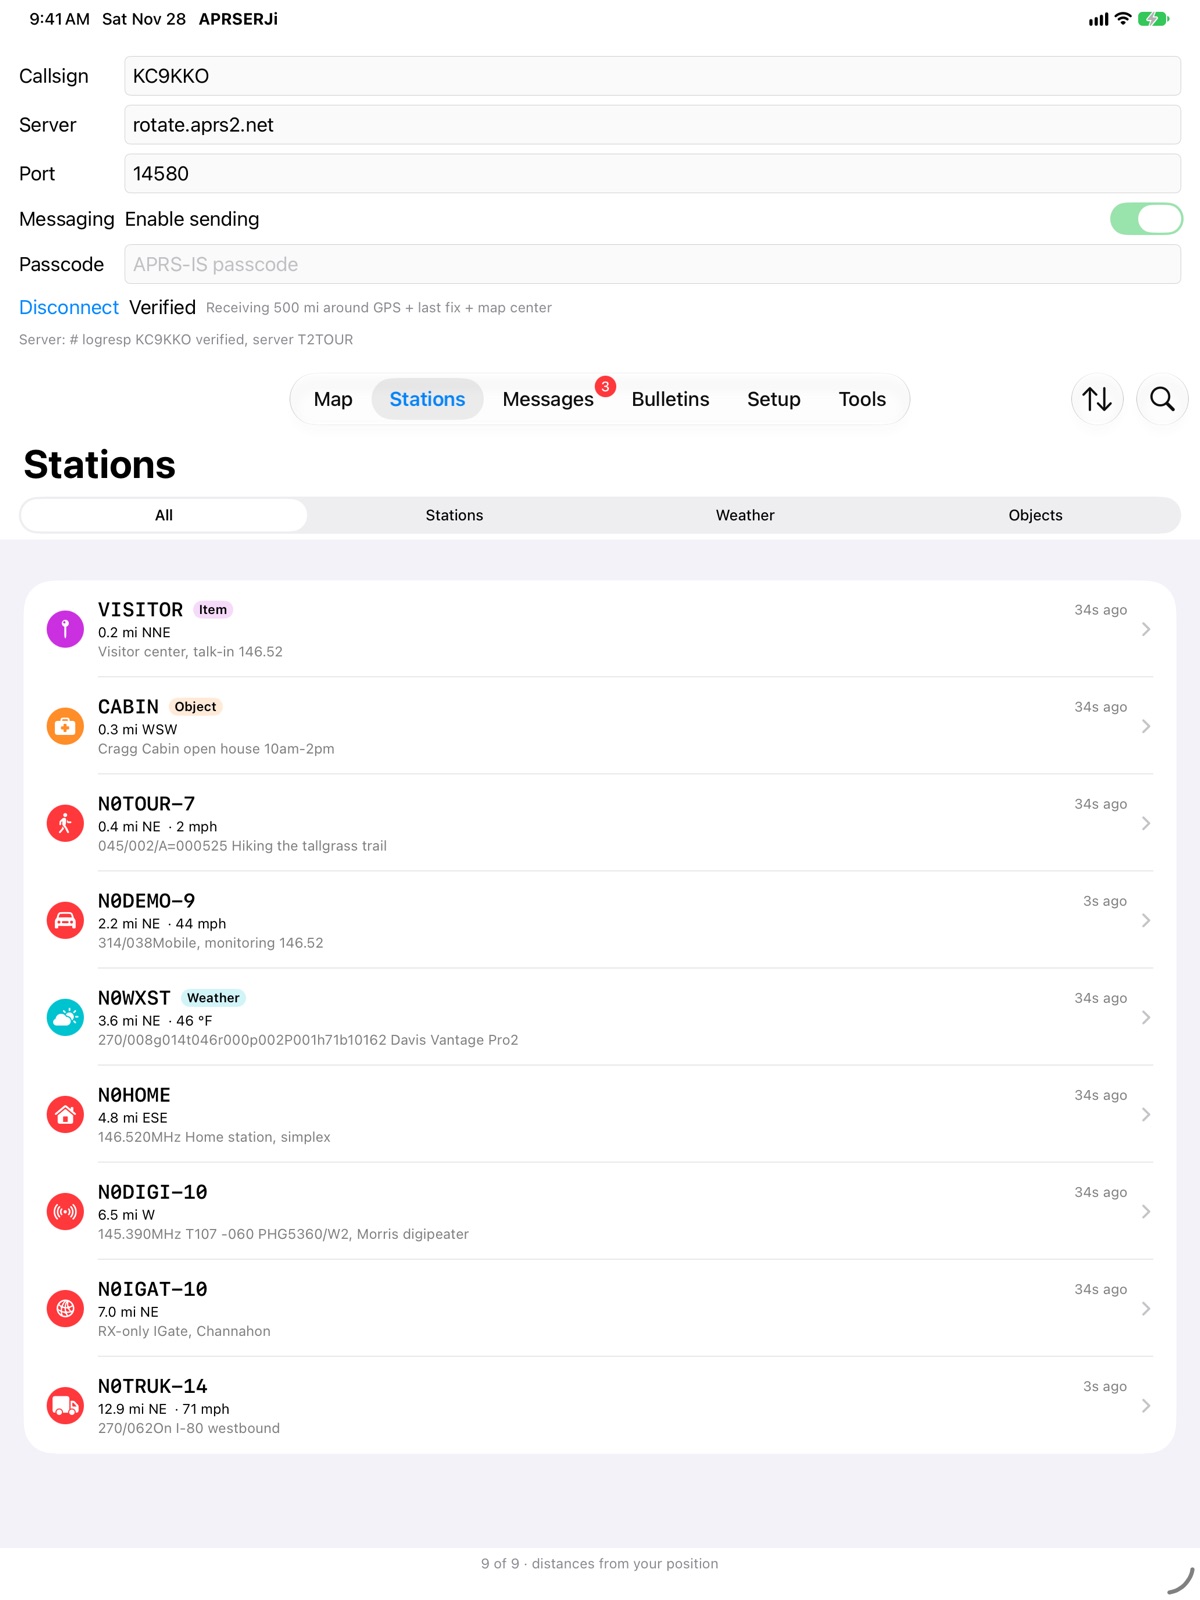 9:41 AM Sat Nov 28 APRSERJi
Callsign KC9KKO
Server rotate.aprs2.net
Port 14580
Messaging Enable sending
Passcode APRS-IS passcode
Disconnect Verified Receiving 500 mi around GPS + last fix + map center
Server: # logresp KC9KKO verified, server T2TOUR
Map Stations Messages 3 Bulletins Setup Tools
Stations
All Stations Weather Objects
VISITOR Item 34s ago
0.2 mi NNE
Visitor center, talk-in 146.52
CABIN Object 34s ago
0.3 mi WSW
Cragg Cabin open house 10am-2pm
N0TOUR-7 34s ago
0.4 mi NE · 2 mph
045/002/A=000525 Hiking the tallgrass trail
N0DEMO-9 3s ago
2.2 mi NE · 44 mph
314/038Mobile, monitoring 146.52
N0WXST Weather 34s ago
3.6 mi NE · 46 °F
270/008g014t046r000p002P001h71b10162 Davis Vantage Pro2
N0HOME 34s ago
4.8 mi ESE
146.520MHz Home station, simplex
N0DIGI-10 34s ago
6.5 mi W
145.390MHz T107 -060 PHG5360/W2, Morris digipeater
N0IGAT-10 34s ago
7.0 mi NE
RX-only IGate, Channahon
N0TRUK-14 3s ago
12.9 mi NE · 71 mph
270/062On I-80 westbound
9 of 9 · distances from your position